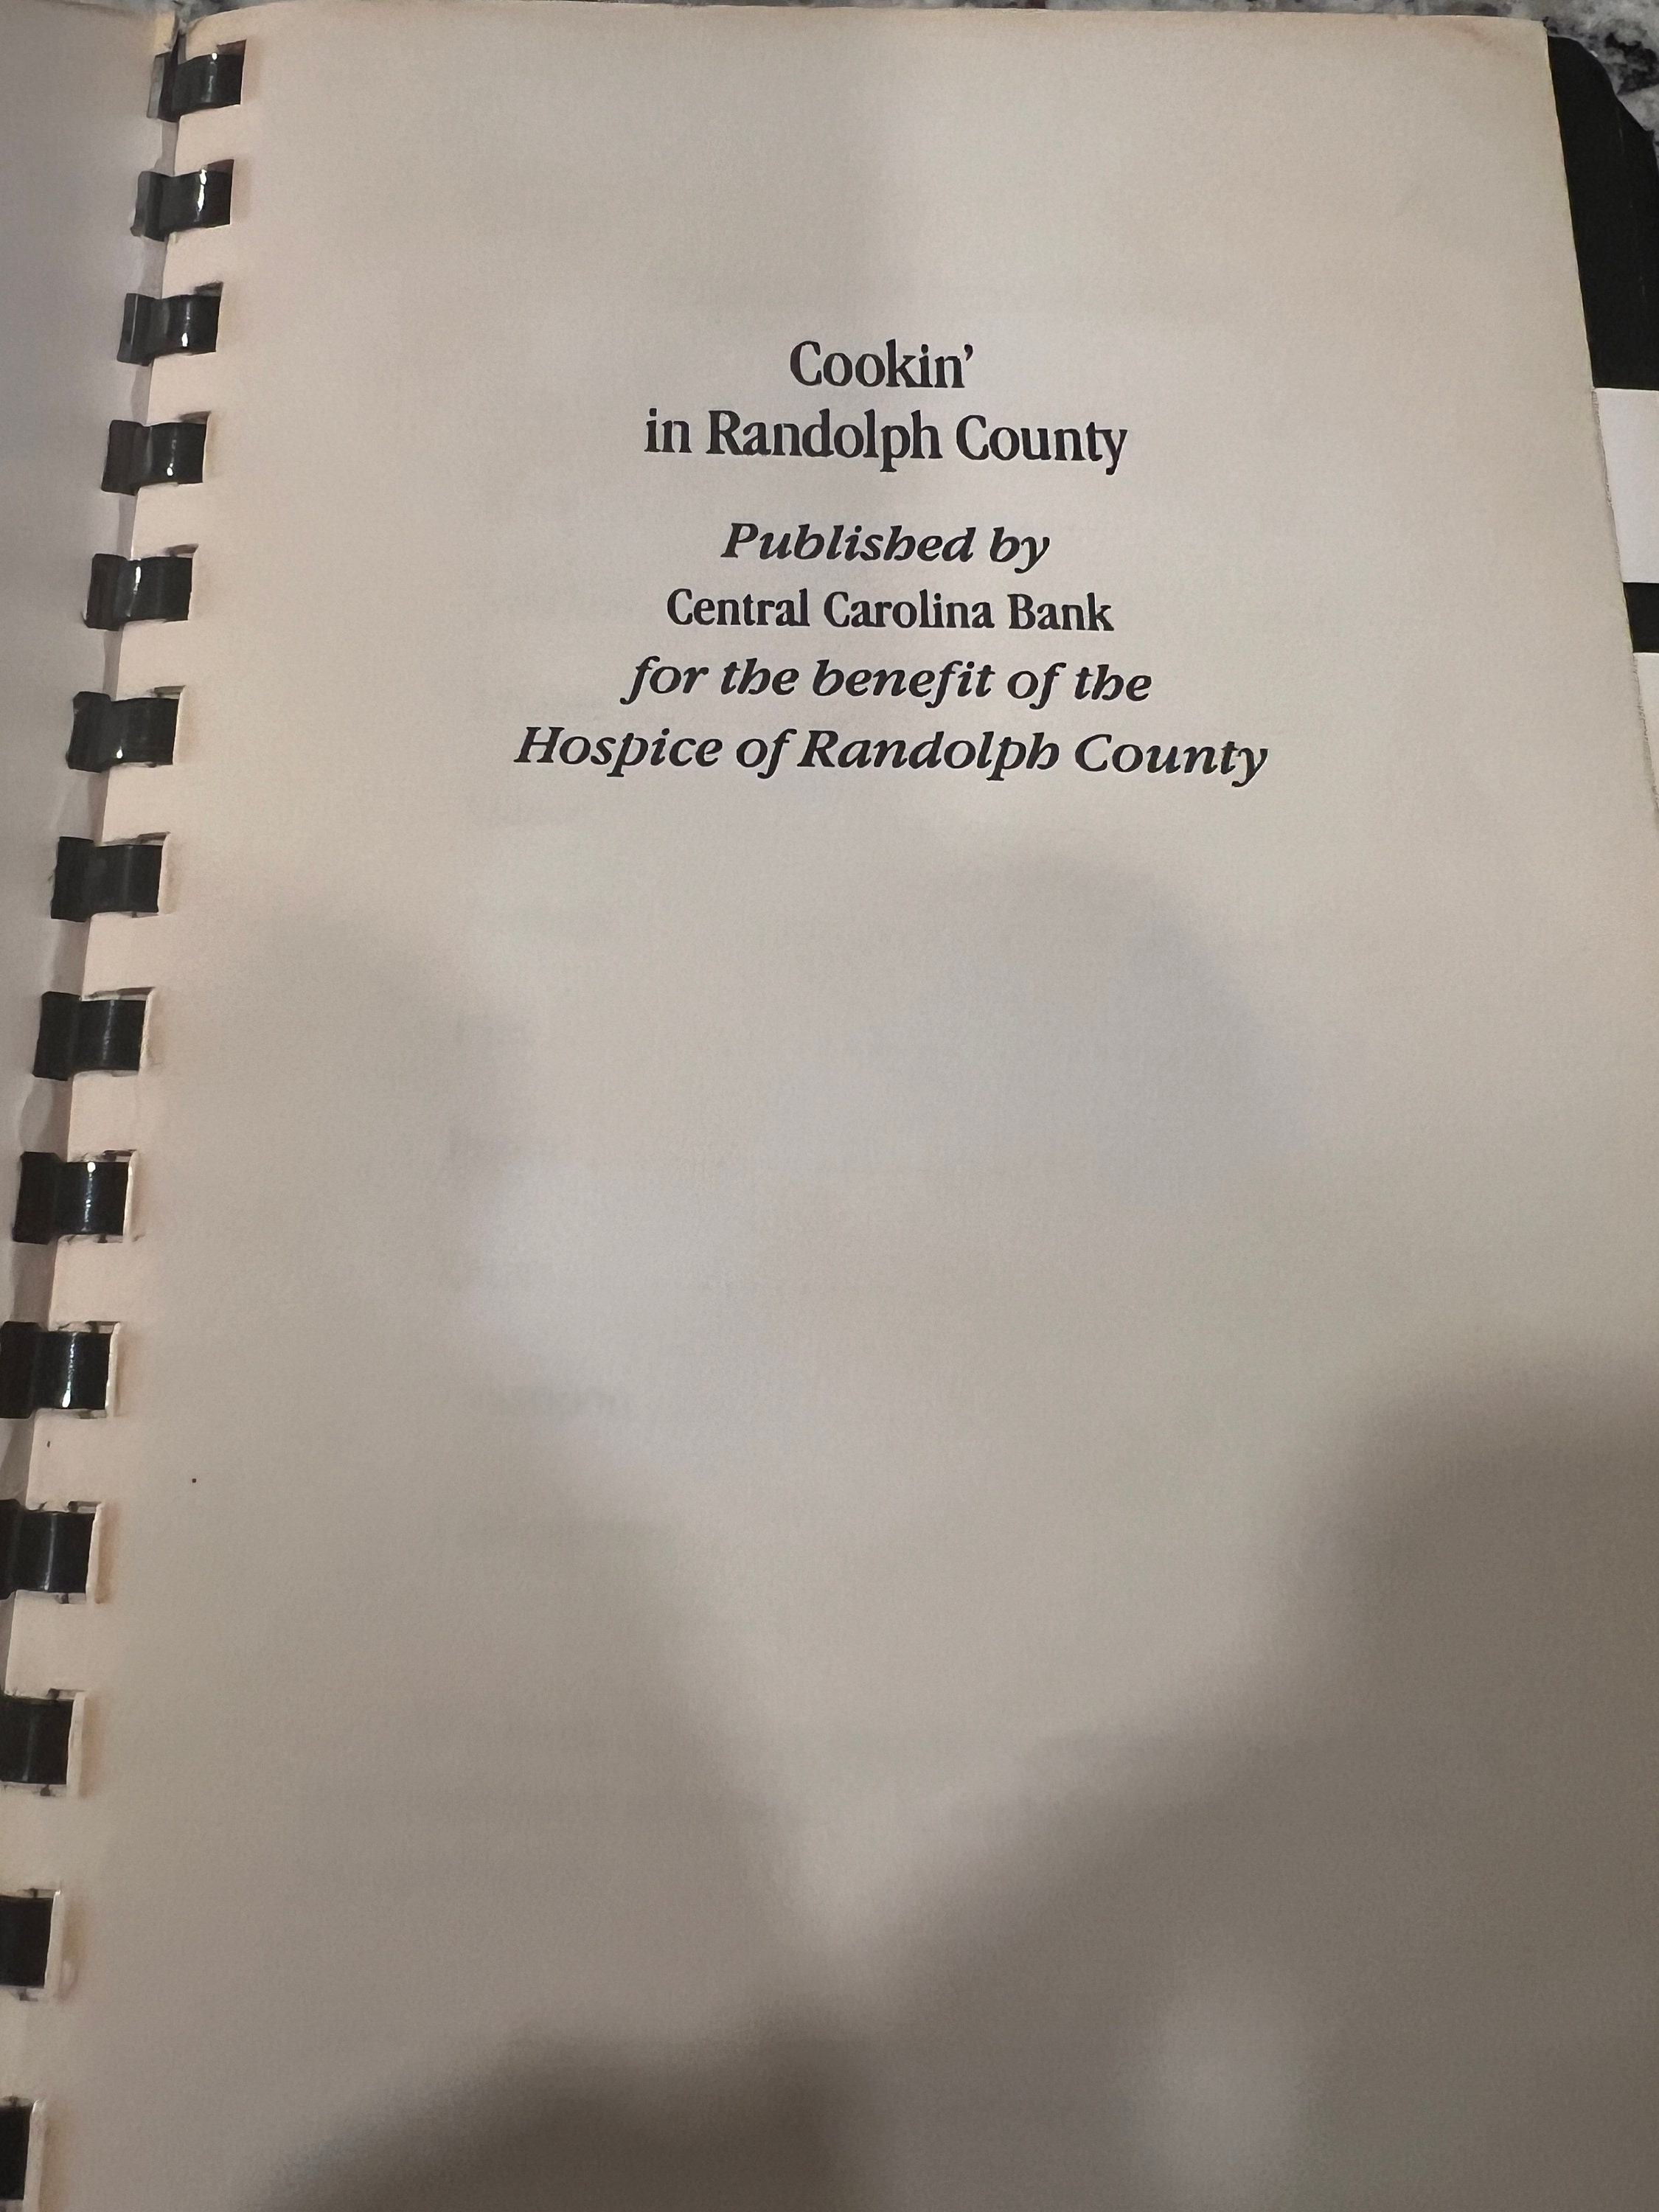 Cookin’
in Randolph County
Published by
Central Carolina Bank
for the benefit of the
Hospice of Randolph County